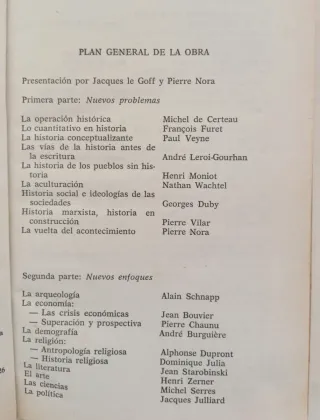 PLAN GENERAL DE LA OBRA
Presentación por Jacques le Goff y Pierre Nora
Primera parte: Nuevos problemas
La operación histórica Michel de Certeau
Lo cuantitativo en historia François Furet
La historia conceptualizante Paul Veyne
Las vías de la historia antes de
la escritura André Leroi-Gourhan
La historia de los pueblos sin his-
toria Henri Moniot
La aculturación Nathan Wachtel
Historia social e ideologías de las
sociedades Georges Duby
Historia marxista, historia en
construcción Pierre Vilar
La vuelta del acontecimiento Pierre Nora
Segunda parte: Nuevos enfoques
La arqueología Alain Schnapp
La economía:
— Las crisis económicas Jean Bouvier
— Superación y prospectiva Pierre Chaunu
La demografía André Burguière
La religión:
— Antropología religiosa Alphonse Dupront
— Historia religiosa Dominique Julia
La literatura Jean Starobinski
El arte Henri Zerner
Las ciencias Michel Serres
La política Jacques Julliard